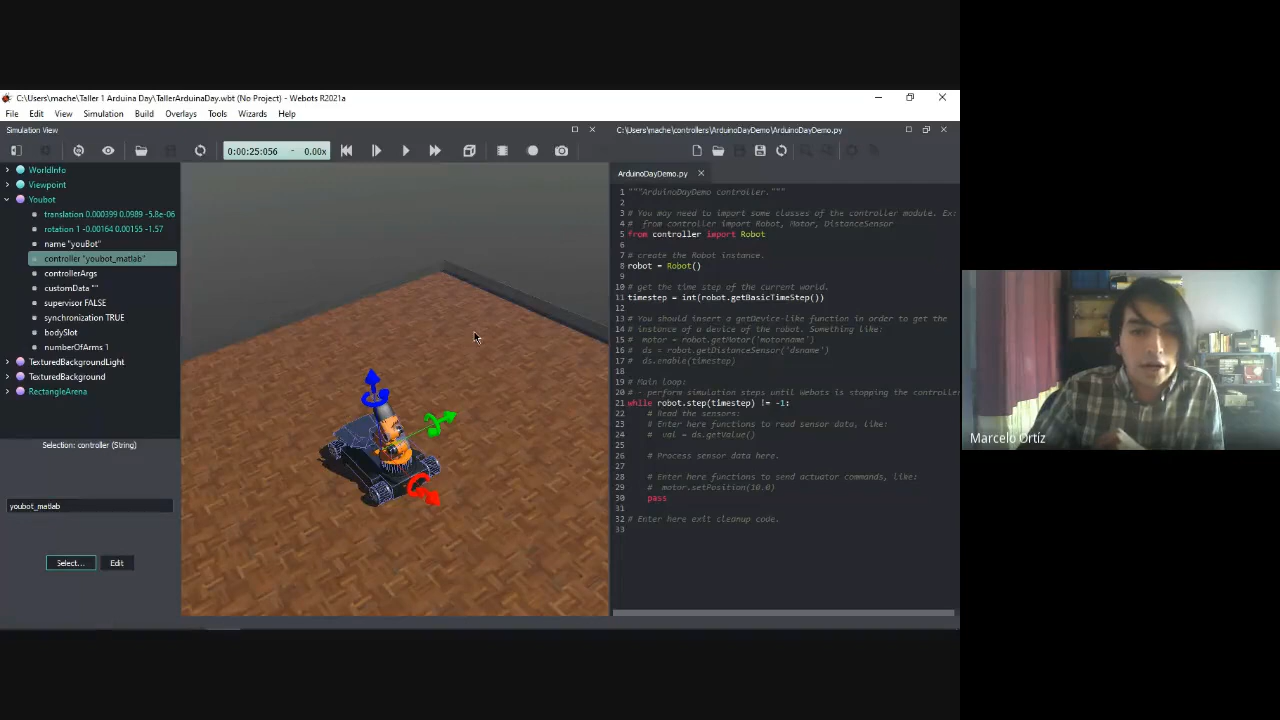 C:\Users\mache\Taller 1 Arduina Day\TallerArduinaDay.wbt (No Project) - Webots R2021a
File Edit View Simulation Build Overlays Tools Wizards Help
Simulation View
0:00:25:056 - 0.00x
WorldInfo
Viewpoint
Youbot
translation 0.000399 0.0989 -5.8e-06
rotation 1 -0.00164 0.00155 -1.57
name "youBot"
controller "youbot_matlab"
controllerArgs
customData ""
supervisor FALSE
synchronization TRUE
bodySlot
numberOfArms 1
TexturedBackgroundLight
TexturedBackground
RectangleArena
Selection: controller (String)
youbot_matlab
Select... Edit
C:\Users\mache\controllers\ArduinoDayDemo\ArduinoDayDemo.py
ArduinoDayDemo.py
1 """ArduinoDayDemo controller."""
2
3 # You may need to import some classes of the controller module. Ex:
4 # from controller import Robot, Motor, DistanceSensor
5 from controller import Robot
6
7 # create the Robot instance.
8 robot = Robot()
9
10 # get the time step of the current world.
11 timestep = int(robot.getBasicTimeStep())
12
13 # You should insert a getDevice-like function in order to get the
14 # instance of a device of the robot. Something like:
15 # motor = robot.getMotor('motorname')
16 # ds = robot.getDistanceSensor('dsname')
17 # ds.enable(timestep)
18
19 # Main loop:
20 # - perform simulation steps until Webots is stopping the controller
21 while robot.step(timestep) != -1:
22 # Read the sensors:
23 # Enter here functions to read sensor data, like:
24 # val = ds.getValue()
25
26 # Process sensor data here.
27
28 # Enter here functions to send actuator commands, like:
29 # motor.setPosition(10.0)
30 pass
31
32 # Enter here exit cleanup code.
33
Marcelo Ortíz